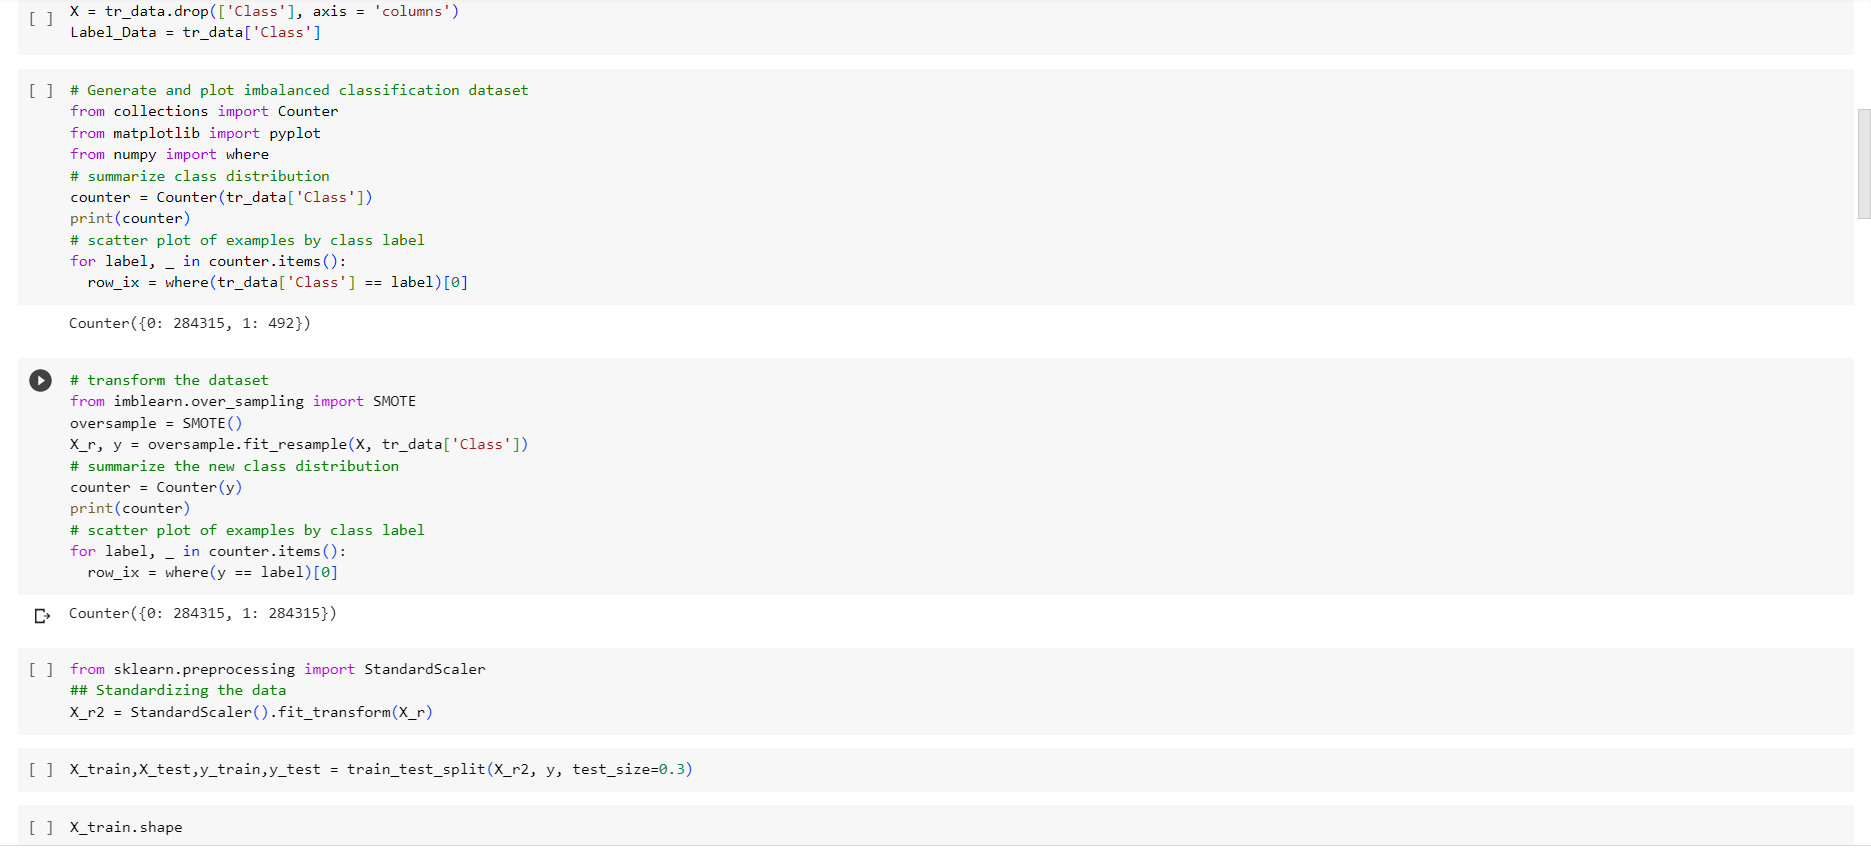 [ ] X = tr_data.drop(['Class'], axis = 'columns')
Label_Data = tr_data['Class']
[ ] # Generate and plot imbalanced classification dataset
from collections import Counter
from matplotlib import pyplot
from numpy import where
# summarize class distribution
counter = Counter(tr_data['Class'])
print(counter)
# scatter plot of examples by class label
for label, _ in counter.items():
  row_ix = where(tr_data['Class'] == label)[0]
Counter({0: 284315, 1: 492})
# transform the dataset
from imblearn.over_sampling import SMOTE
oversample = SMOTE()
X_r, y = oversample.fit_resample(X, tr_data['Class'])
# summarize the new class distribution
counter = Counter(y)
print(counter)
# scatter plot of examples by class label
for label, _ in counter.items():
  row_ix = where(y == label)[0]
Counter({0: 284315, 1: 284315})
[ ] from sklearn.preprocessing import StandardScaler
## Standardizing the data
X_r2 = StandardScaler().fit_transform(X_r)
[ ] X_train,X_test,y_train,y_test = train_test_split(X_r2, y, test_size=0.3)
[ ] X_train.shape